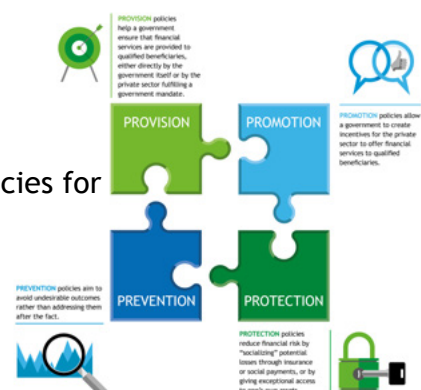 PROVISION policies
help a government
ensure that financial
services are provided to
qualified beneficiaries,
either directly by the
government itself or by the
private sector fulfilling a
government mandate.
PROVISION
PROMOTION
PROMOTION policies allow
a government to create
incentives for the private
sector to offer financial
services to qualified
beneficiaries.
cies for
PREVENTION policies aim to
avoid undesirable outcomes
rather than addressing them
after the fact.
PREVENTION
PROTECTION
PROTECTION policies
reduce financial risk by
"socializing" potential
losses through insurance
or social payments, or by
giving exceptional access